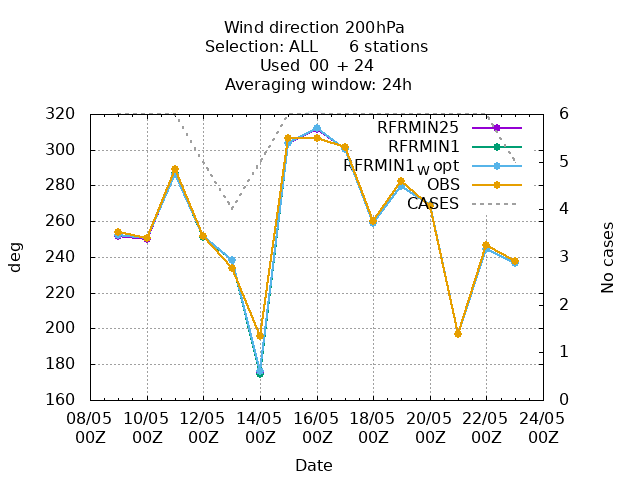 Wind direction 200hPa
Selection: ALL 6 stations
Used 00 + 24
Averaging window: 24h
320
300
280
260
240
220
200
180
160
deg
6
5
4
3
2
1
0
No cases
RFRMIN25
RFRMIN1
RFRMIN1w opt
OBS
CASES
08/05 10/05 12/05 14/05 16/05 18/05 20/05 22/05 24/05
00Z 00Z 00Z 00Z 00Z 00Z 00Z 00Z 00Z
Date